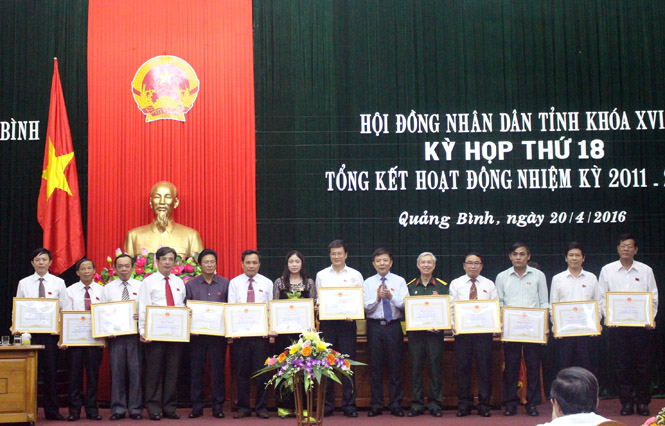 BÌNH
HỘI ĐỒNG NHÂN DÂN TỈNH KHÓA XVI
KỲ HỌP THỨ 18
TỔNG KẾT HOẠT ĐỘNG NHIỆM KỲ 2011 - 2
Quảng Bình, ngày 20/4/2016